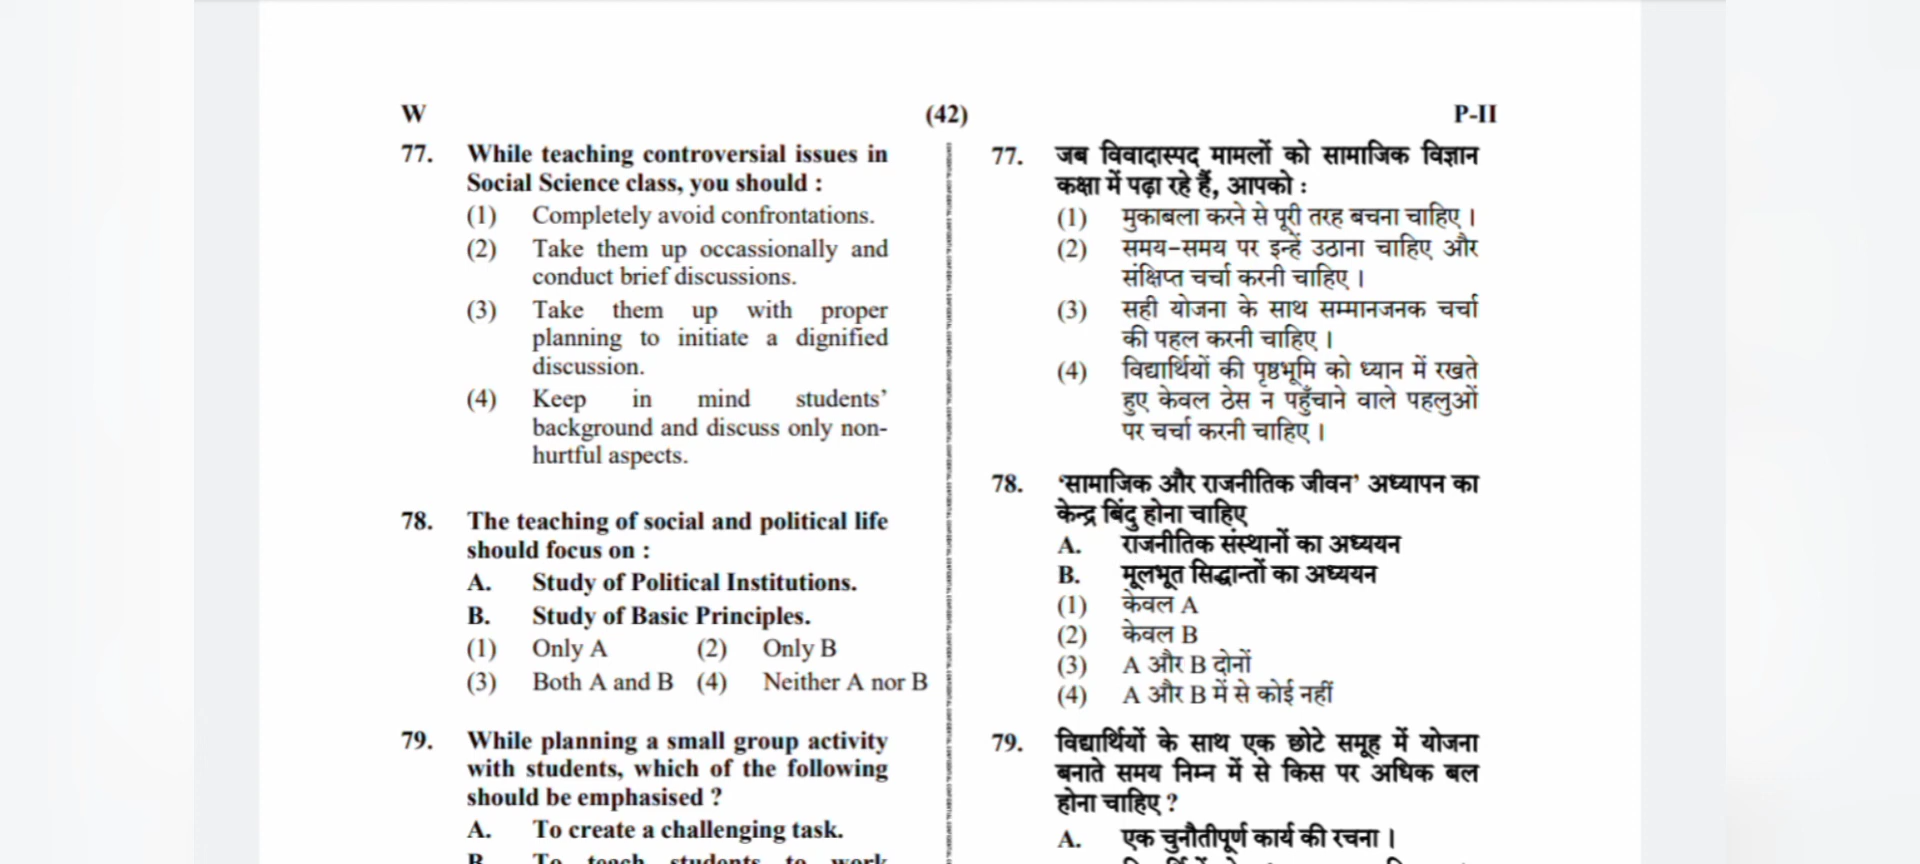 W (42) P-II
77. While teaching controversial issues in
Social Science class, you should :
(1) Completely avoid confrontations.
(2) Take them up occassionally and
conduct brief discussions.
(3) Take them up with proper
planning to initiate a dignified
discussion.
(4) Keep in mind students’
background and discuss only non-
hurtful aspects.
78. The teaching of social and political life
should focus on :
A. Study of Political Institutions.
B. Study of Basic Principles.
(1) Only A (2) Only B
(3) Both A and B (4) Neither A nor B
79. While planning a small group activity
with students, which of the following
should be emphasised ?
A. To create a challenging task.
B. To teach students to work
77. जब विवादास्पद मामलों को सामाजिक विज्ञान
कक्षा में पढ़ा रहे हैं, आपको :
(1) मुकाबला करने से पूरी तरह बचना चाहिए ।
(2) समय-समय पर इन्हें उठाना चाहिए और
संक्षिप्त चर्चा करनी चाहिए ।
(3) सही योजना के साथ सम्मानजनक चर्चा
की पहल करनी चाहिए ।
(4) विद्यार्थियों की पृष्ठभूमि को ध्यान में रखते
हुए केवल ठेस न पहुँचाने वाले पहलुओं
पर चर्चा करनी चाहिए ।
78. ‘सामाजिक और राजनीतिक जीवन’ अध्यापन का
केन्द्र बिंदु होना चाहिए
A. राजनीतिक संस्थानों का अध्ययन
B. मूलभूत सिद्धान्तों का अध्ययन
(1) केवल A
(2) केवल B
(3) A और B दोनों
(4) A और B में से कोई नहीं
79. विद्यार्थियों के साथ एक छोटे समूह में योजना
बनाते समय निम्न में से किस पर अधिक बल
होना चाहिए ?
A. एक चुनौतीपूर्ण कार्य की रचना ।